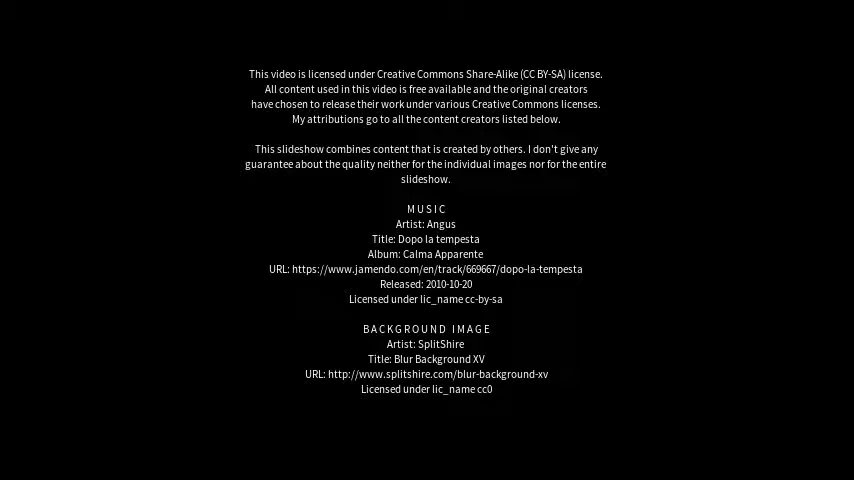 This video is licensed under Creative Commons Share-Alike (CC BY-SA) license.
All content used in this video is free available and the original creators
have chosen to release their work under various Creative Commons licenses.
My attributions go to all the content creators listed below.
This slideshow combines content that is created by others. I don't give any
guarantee about the quality neither for the individual images nor for the entire
slideshow.
MUSIC
Artist: Angus
Title: Dopo la tempesta
Album: Calma Apparente
URL: https://www.jamendo.com/en/track/669667/dopo-la-tempesta
Released: 2010-10-20
Licensed under lic_name cc-by-sa
BACKGROUND IMAGE
Artist: SplitShire
Title: Blur Background XV
URL: http://www.splitshire.com/blur-background-xv
Licensed under lic_name cc0